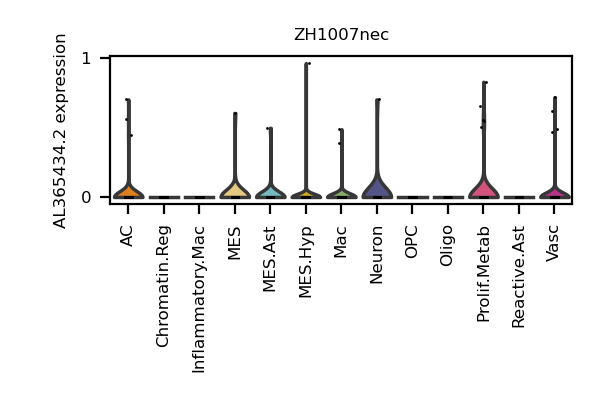 ZH1007nec
AL365434.2 expression
1
0
AC
Chromatin.Reg
Inflammatory.Mac
MES
MES.Ast
MES.Hyp
Mac
Neuron
OPC
Oligo
Prolif.Metab
Reactive.Ast
Vasc